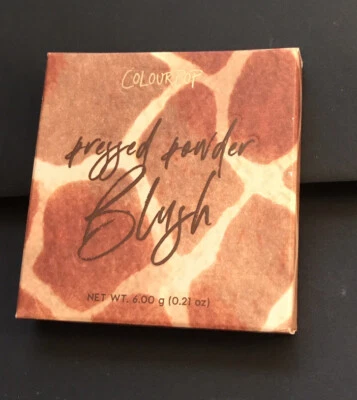 COLOURPOP
pressed powder
Blush
NET WT. 6.00 g (0.21 oz)